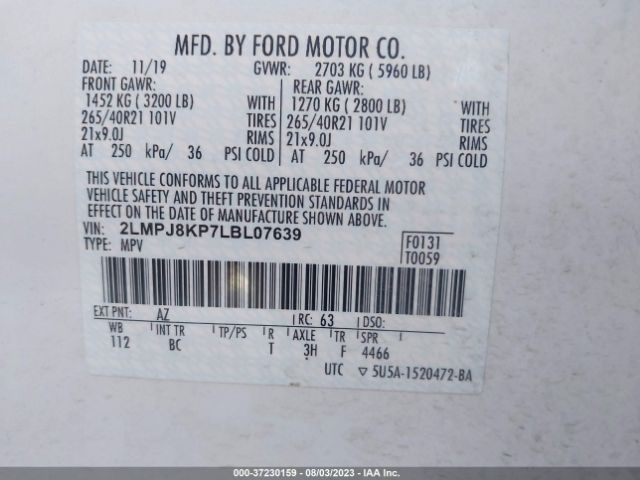 MFD. BY FORD MOTOR CO.
DATE: 11/19 GVWR: 2703 KG ( 5960 LB)
FRONT GAWR: REAR GAWR:
1452 KG ( 3200 LB) WITH 1270 KG ( 2800 LB) WITH
265/40R21 101V TIRES 265/40R21 101V TIRES
21x9.0J RIMS 21x9.0J RIMS
AT 250 kPa/ 36 PSI COLD AT 250 kPa/ 36 PSI COLD
THIS VEHICLE CONFORMS TO ALL APPLICABLE FEDERAL MOTOR
VEHICLE SAFETY AND THEFT PREVENTION STANDARDS IN
EFFECT ON THE DATE OF MANUFACTURE SHOWN ABOVE.
VIN: 2LMPJ8KP7LBL07639
TYPE: MPV
F0131
T0059
EXT PNT: AZ RC: 63 DSO:
WB INT TR TP/PS R AXLE TR SPR
112 BC T 3H F 4466
UTC ▽ 5U5A-1520472-BA
000-37230159 - 08/03/2023 - IAA Inc.